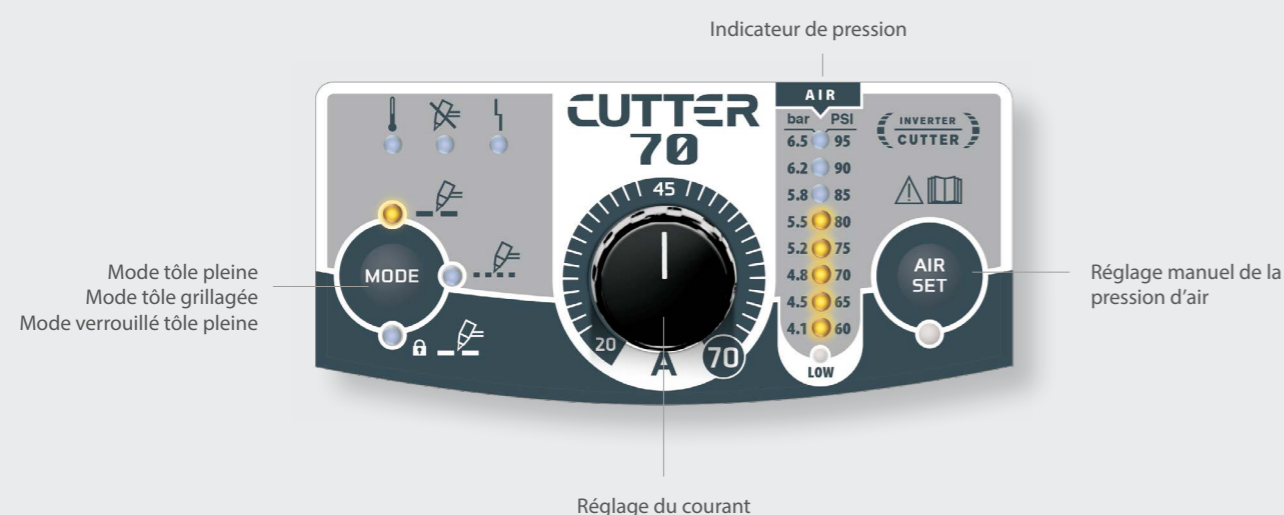 Indicateur de pression
CUTTER
70
AIR
bar PSI
6.5 95
6.2 90
5.8 85
5.5 80
5.2 75
4.8 70
4.5 65
4.1 60
LOW
INVERTER
CUTTER
MODE
45
20
A
70
AIR
SET
Mode tôle pleine
Mode tôle grillagée
Mode verrouillé tôle pleine
Réglage manuel de la
pression d’air
Réglage du courant